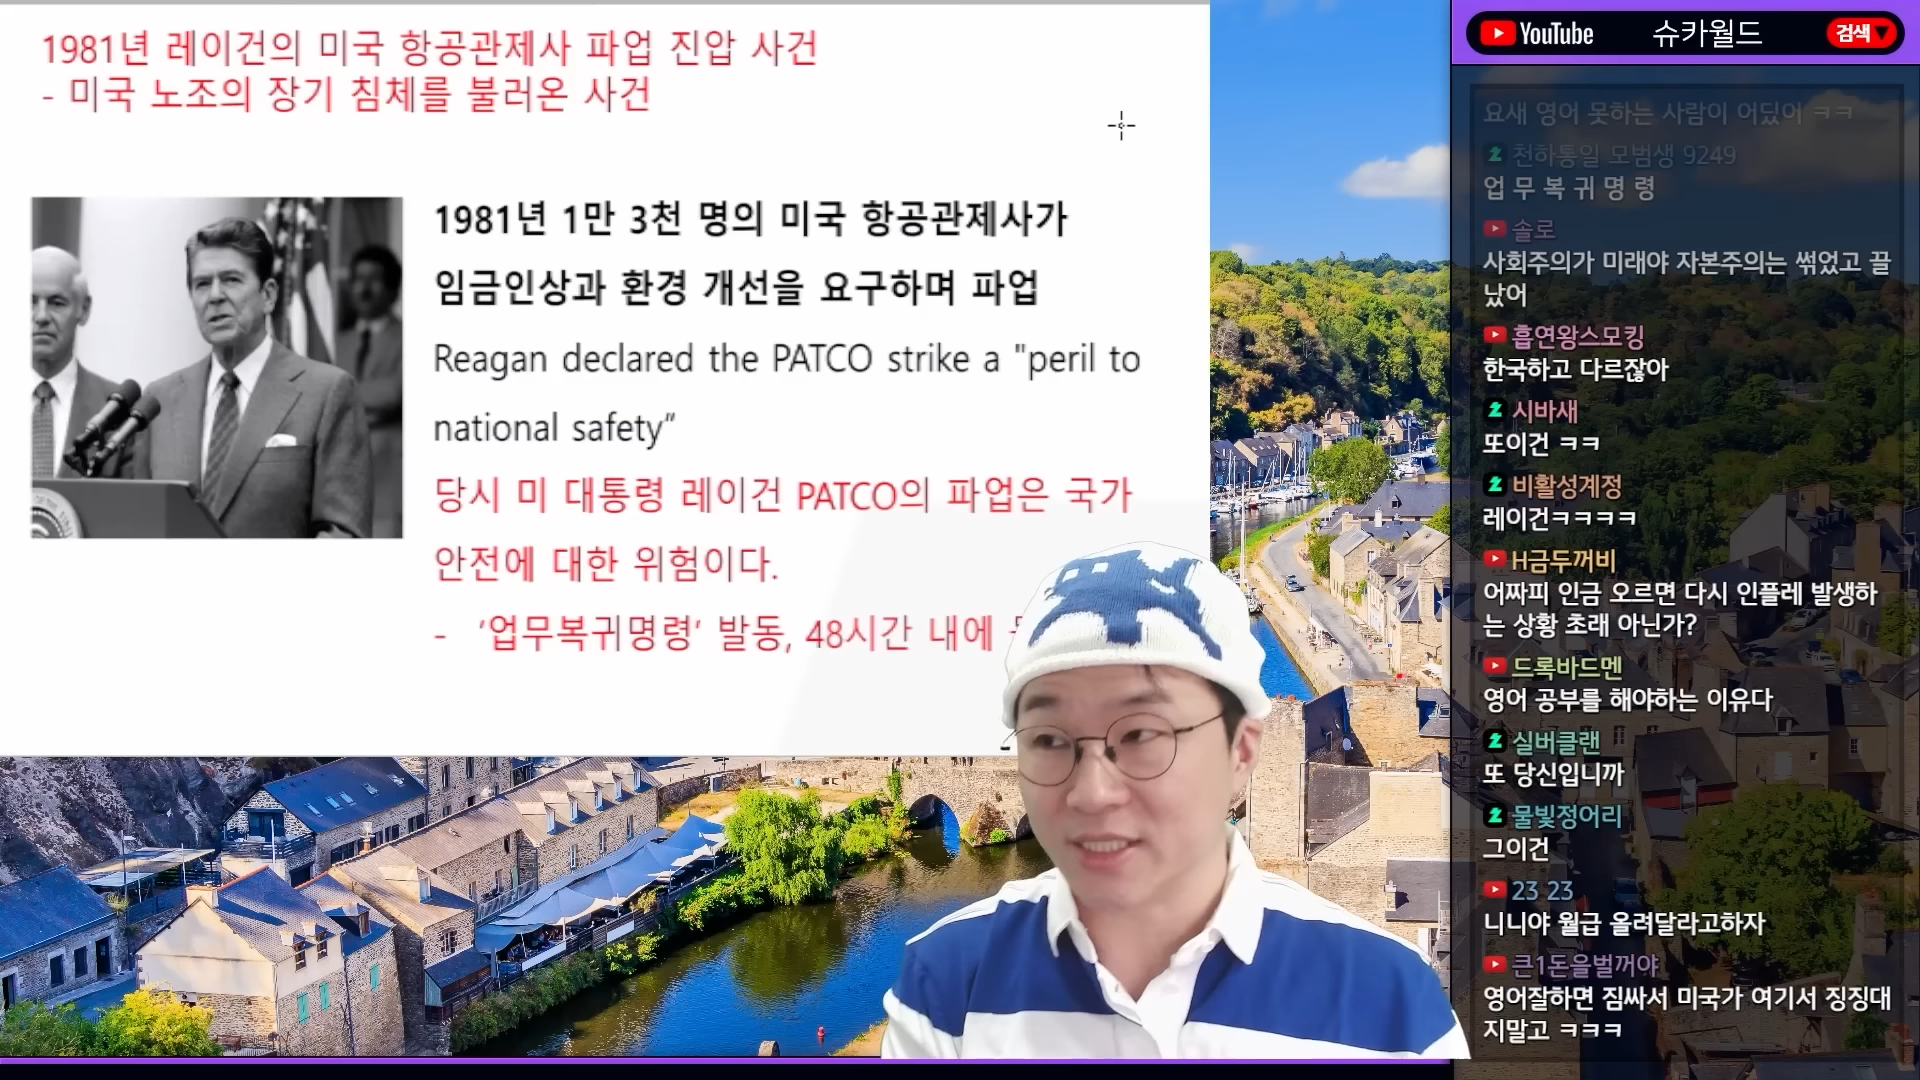 1981년 레이건의 미국 항공관제사 파업 진압 사건
- 미국 노조의 장기 침체를 불러온 사건
1981년 1만 3천 명의 미국 항공관제사가
임금인상과 환경 개선을 요구하며 파업
Reagan declared the PATCO strike a "peril to
national safety"
당시 미 대통령 레이건 PATCO의 파업은 국가
안전에 대한 위험이다.
- '업무복귀명령' 발동, 48시간 내에
YouTube 슈카월드 검색
요새 영어 못하는 사람이 어딨어 ㅋㅋ
천하통일 모범생 9249
업 무 복 귀 명 령
솔로
사회주의가 미래야 자본주의는 썪었고 끝
났어
흡연왕스모킹
한국하고 다르잖아
시바새
또이건 ㅋㅋ
비활성계정
레이건ㅋㅋㅋㅋ
H금두꺼비
어짜피 인금 오르면 다시 인플레 발생하
는 상황 초래 아닌가?
드록바드멘
영어 공부를 해야하는 이유다
실버클랜
또 당신입니까
물빛정어리
그이건
23 23
니니야 월급 올려달라고하자
큰1돈을벌꺼야
영어잘하면 짐싸서 미국가 여기서 징징대
지말고 ㅋㅋㅋ